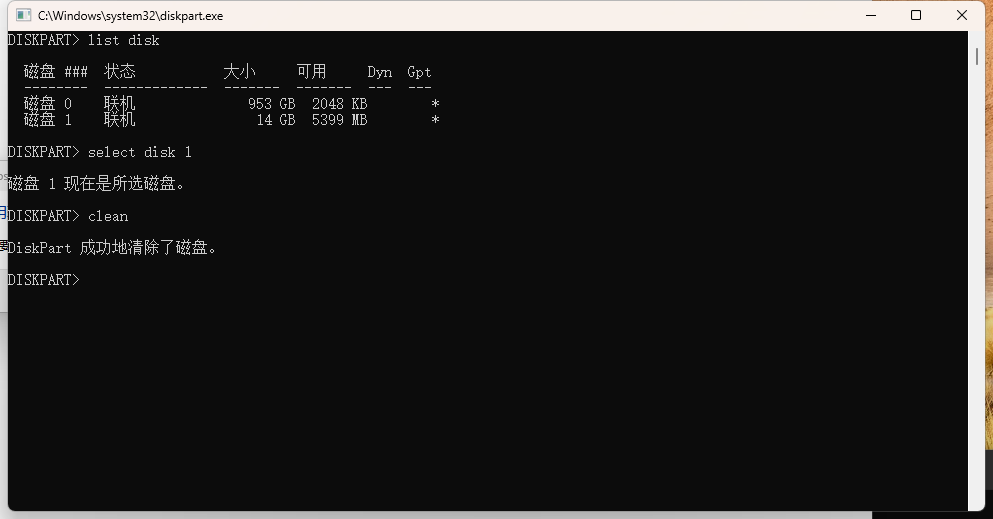 C:\Windows\system32\diskpart.exe
DISKPART> list disk
磁盘 ### 状态 大小 可用 Dyn Gpt
-------- ------------- ------- ------- --- ---
磁盘 0 联机 953 GB 2048 KB *
磁盘 1 联机 14 GB 5399 MB *
DISKPART> select disk 1
磁盘 1 现在是所选磁盘。
DISKPART> clean
DiskPart 成功地清除了磁盘。
DISKPART>